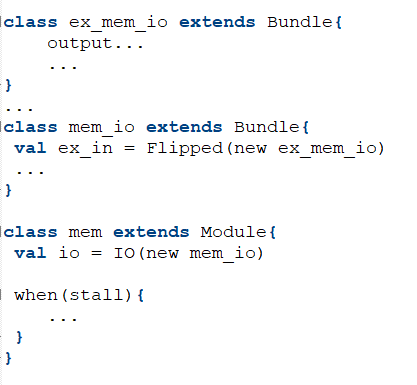 class ex_mem_io extends Bundle{
output...
...
}
...
class mem_io extends Bundle{
val ex_in = Flipped(new ex_mem_io)
...
}
class mem extends Module{
val io = IO(new mem_io)
when(stall){
...
}
}